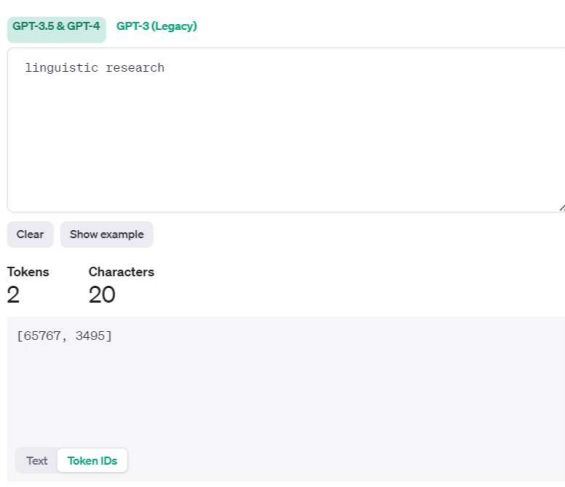 GPT-3.5 & GPT-4 GPT-3 (Legacy)
linguistic research
Clear Show example
Tokens Characters
2 20
[65767, 3495]
Text Token IDs